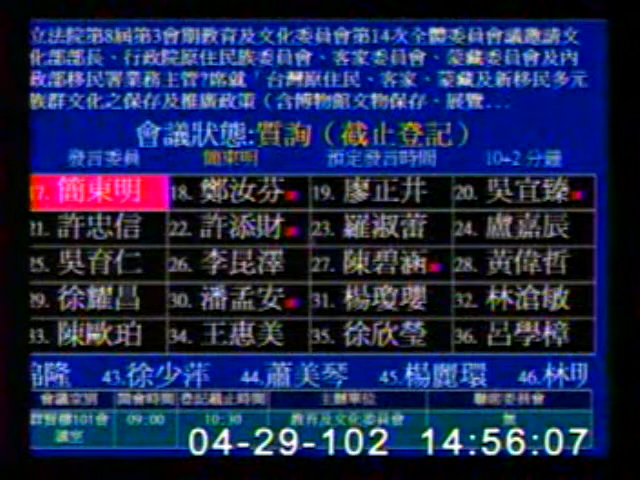 立法院第8屆第3會期教育及文化委員會第14次全體委員會議邀請文
化部部長、行政院原住民族委員會、客家委員會、蒙藏委員會及內
政部移民署業務主管?席就「台灣原住民、客家、蒙藏及新移民多元
族群文化之保存及推廣政策（含博物館文物保存、展覽...
會議狀態:質詢（截止登記）
發言委員 簡東明 預定發言時間 10+2 分鐘
17. 簡東明 18. 鄭汝芬 19. 廖正井 20. 吳宜臻
21. 許忠信 22. 許添財 23. 羅淑蕾 24. 盧嘉辰
25. 吳育仁 26. 李昆澤 27. 陳碧涵 28. 黃偉哲
29. 徐耀昌 30. 潘孟安 31. 楊瓊瓔 32. 林滄敏
33. 陳歐珀 34. 王惠美 35. 徐欣瑩 36. 呂學樟
隆 43.徐少萍 44.蕭美琴 45.楊麗環 46.林明
會議室別 開會時間 登記截止時間 主辦單位 聯席委員會
群賢樓101會 09:00 10:30 教育及文化委員會 無
議室
04-29-102 14:56:07